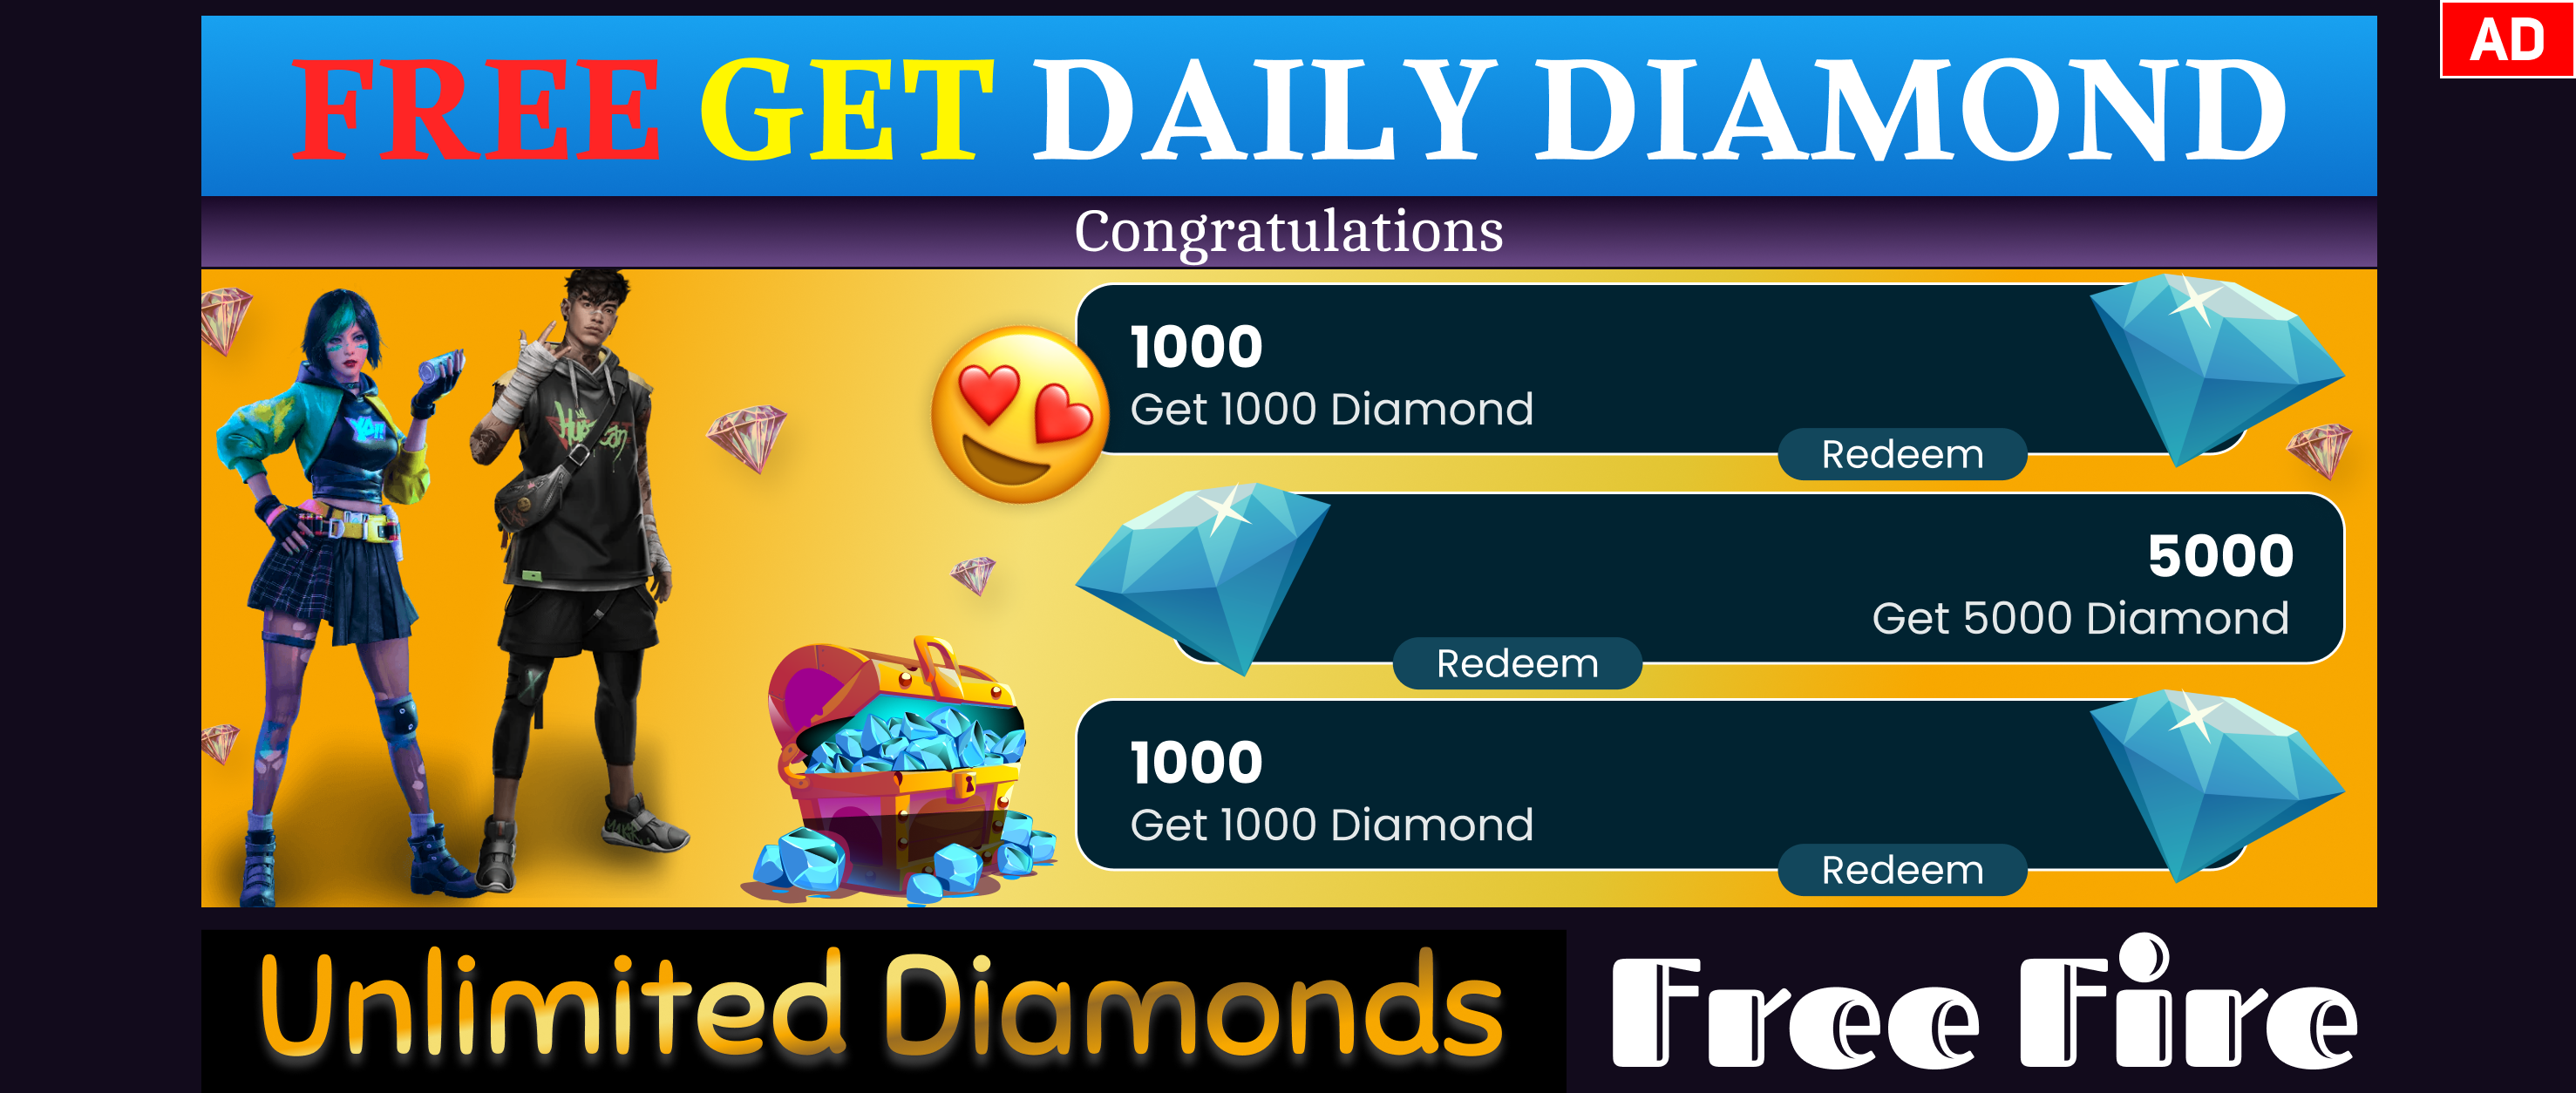 AD
FREE GET DAILY DIAMOND
Congratulations
1000
Get 1000 Diamond
Redeem
5000
Get 5000 Diamond
Redeem
1000
Get 1000 Diamond
Redeem
Unlimited Diamonds
Free Fire